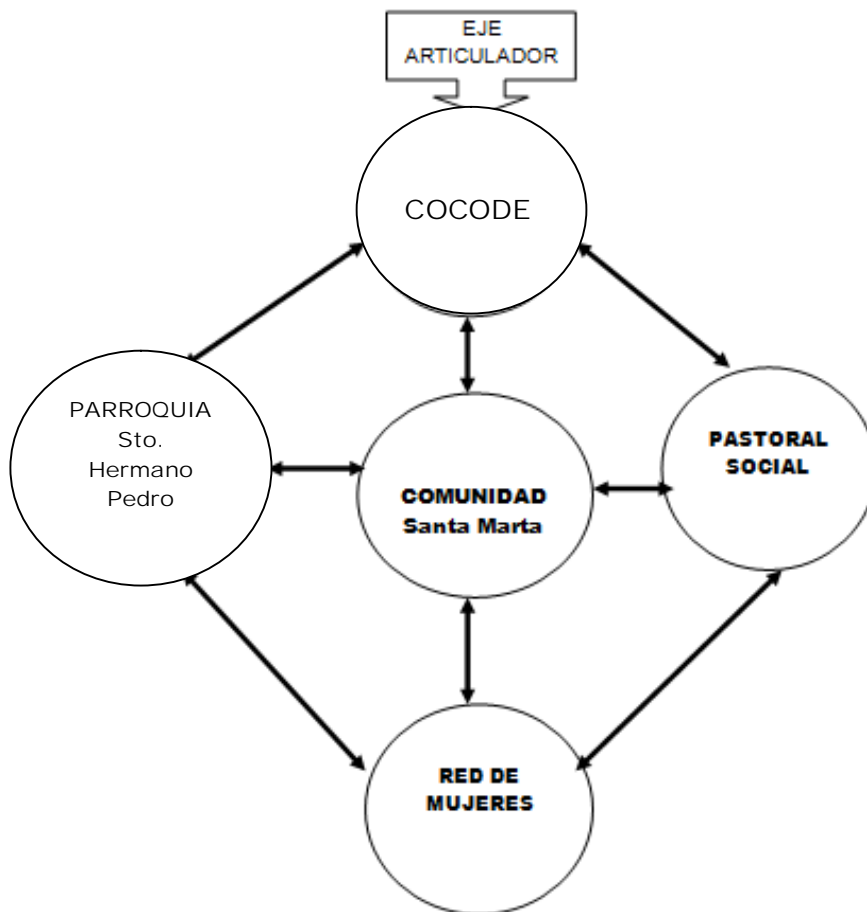 EJE
ARTICULADOR
COCODE
PARROQUIA
Sto.
Hermano
Pedro
COMUNIDAD
Santa Marta
PASTORAL
SOCIAL
RED DE
MUJERES